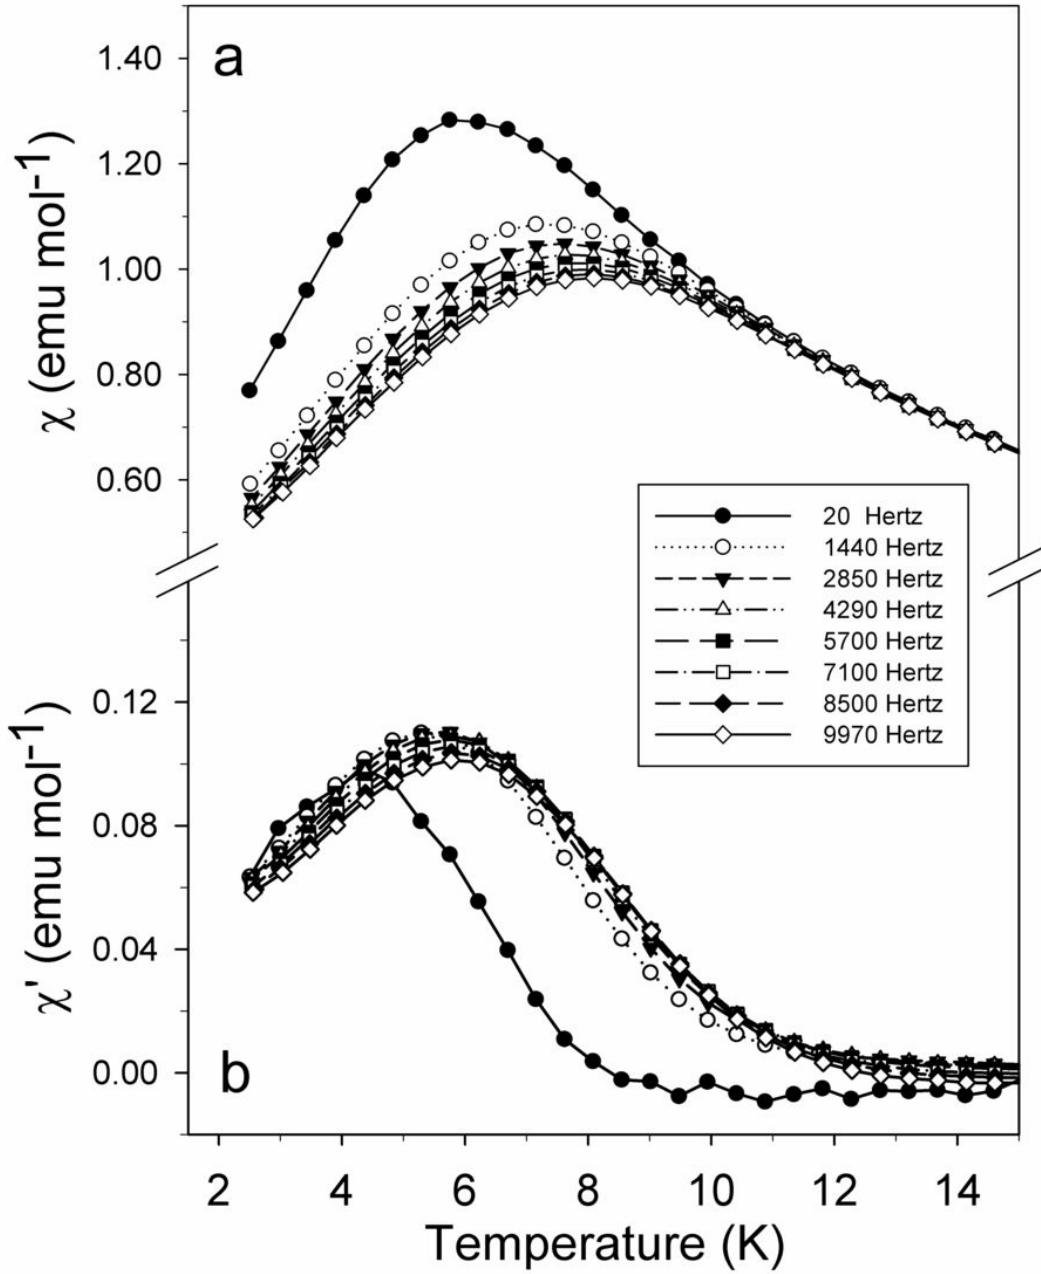 a
χ (emu mol⁻¹)
1.40
1.20
1.00
0.80
0.60
20 Hertz
1440 Hertz
2850 Hertz
4290 Hertz
5700 Hertz
7100 Hertz
8500 Hertz
9970 Hertz
χ' (emu mol⁻¹)
0.12
0.08
0.04
0.00
b
2 4 6 8 10 12 14
Temperature (K)